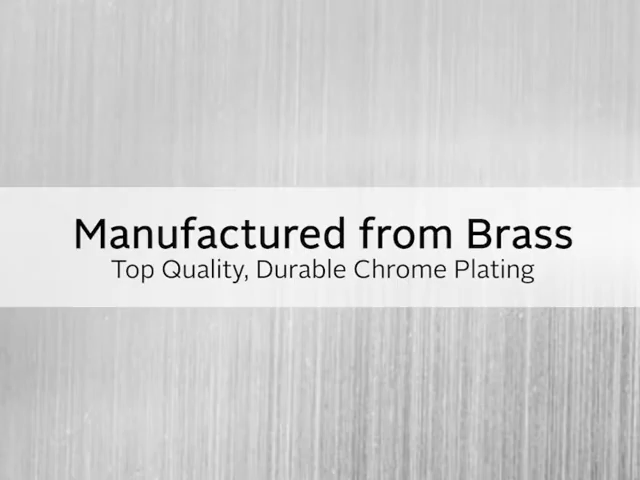 Manufactured from Brass
Top Quality, Durable Chrome Plating